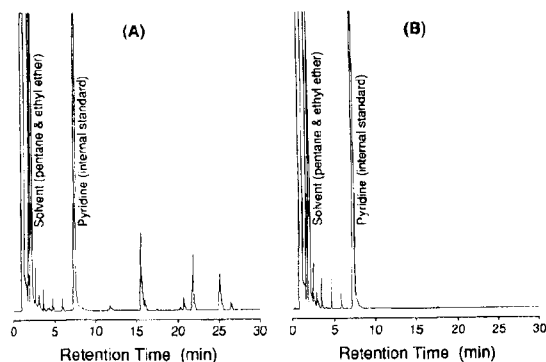 (A)
Solvent (pentane & ethyl ether)
Pyridine (internal standard)
0 5 10 15 20 25 30
Retention Time (min)
(B)
Solvent (pentane & ethyl ether)
Pyridine (internal standard)
0 5 10 15 20 25 30
Retention Time (min)